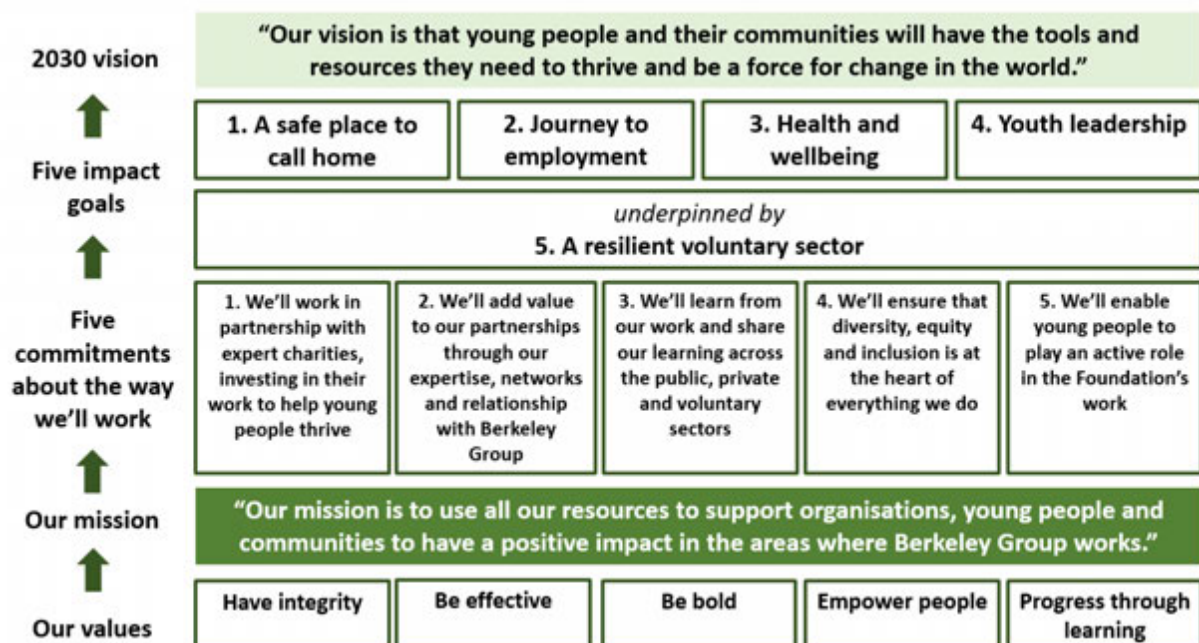 2030 vision
“Our vision is that young people and their communities will have the tools and
resources they need to thrive and be a force for change in the world.”
Five impact
goals
1. A safe place to
call home
2. Journey to
employment
3. Health and
wellbeing
4. Youth leadership
underpinned by
5. A resilient voluntary sector
Five
commitments
about the way
we’ll work
1. We’ll work in
partnership with
expert charities,
investing in their
work to help young
people thrive
2. We’ll add value
to our partnerships
through our
expertise, networks
and relationship
with Berkeley
Group
3. We’ll learn from
our work and share
our learning across
the public, private
and voluntary
sectors
4. We’ll ensure that
diversity, equity
and inclusion is at
the heart of
everything we do
5. We’ll enable
young people to
play an active role
in the Foundation’s
work
Our mission
“Our mission is to use all our resources to support organisations, young people and
communities to have a positive impact in the areas where Berkeley Group works.”
Our values
Have integrity
Be effective
Be bold
Empower people
Progress through
learning